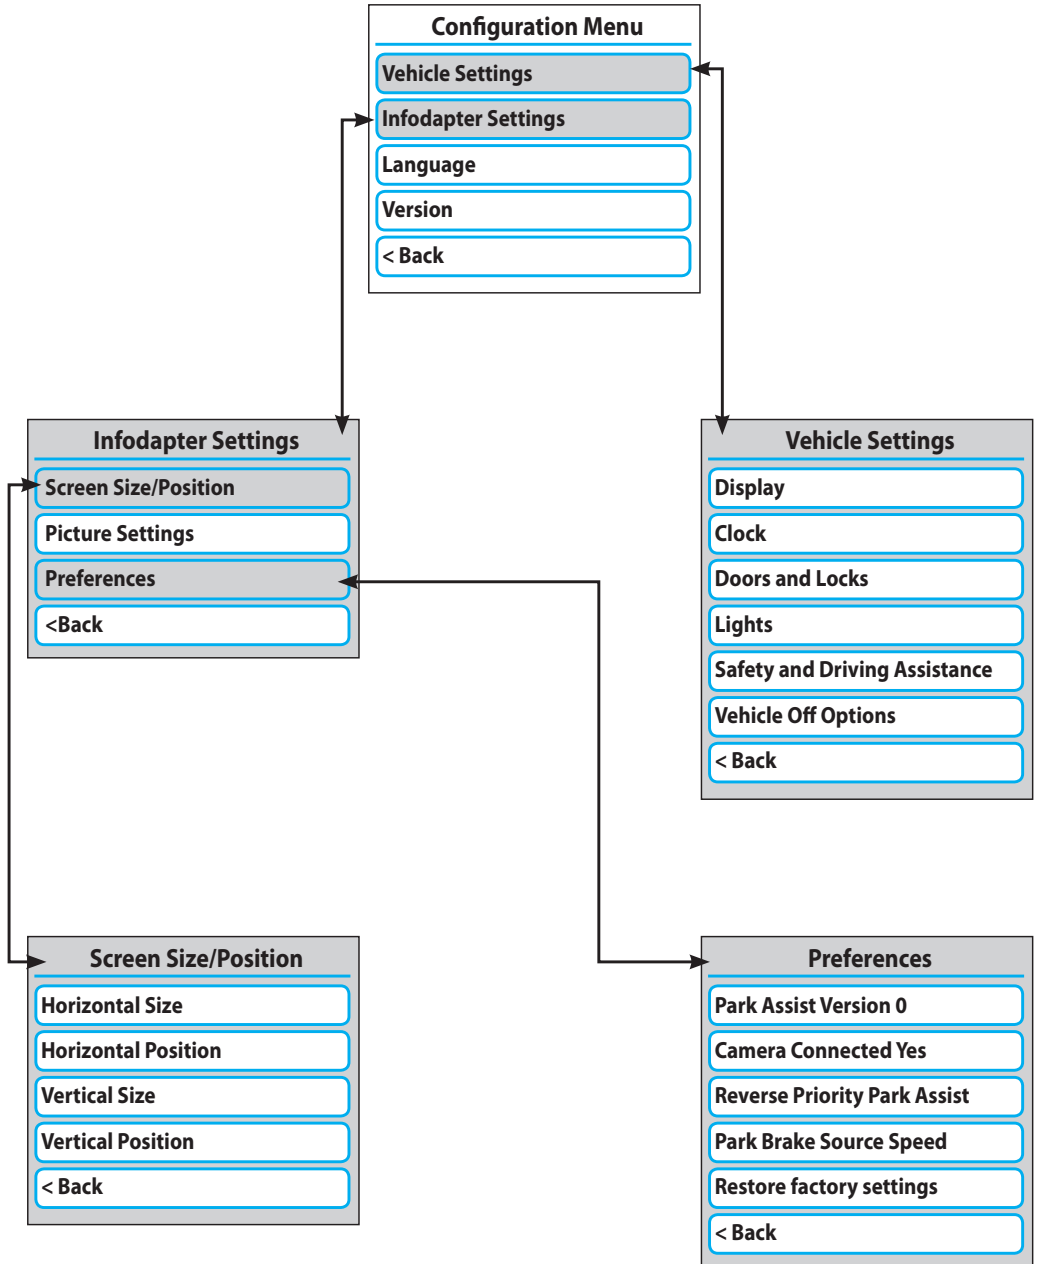 Configuration Menu
Vehicle Settings
Infodapter Settings
Language
Version
< Back
Infodapter Settings
Screen Size/Position
Picture Settings
Preferences
<Back
Vehicle Settings
Display
Clock
Doors and Locks
Lights
Safety and Driving Assistance
Vehicle Off Options
< Back
Screen Size/Position
Horizontal Size
Horizontal Position
Vertical Size
Vertical Position
< Back
Preferences
Park Assist Version 0
Camera Connected Yes
Reverse Priority Park Assist
Park Brake Source Speed
Restore factory settings
< Back